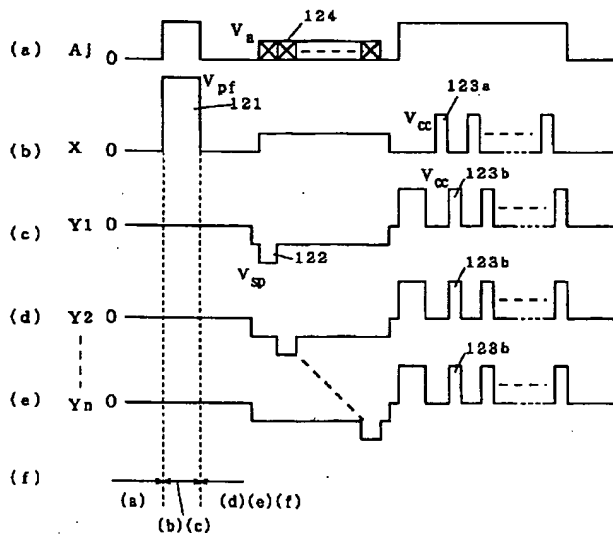 124
Va
(a) Aj 0
Vpf
121
123a
Vcc
(b) X 0
Vcc
123b
(c) Y1 0
Vsp
122
123b
(d) Y2 0
123b
(e) Yn 0
(f)
(a) (d)(e)(f)
(b)(c)